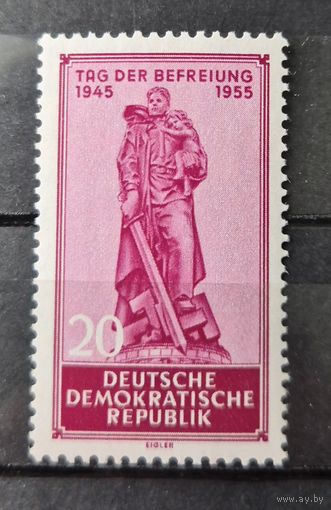 TAG DER BEFREIUNG
1945 1955
20
DEUTSCHE
DEMOKRATISCHE
REPUBLIK
EIGLER
www.ay.by